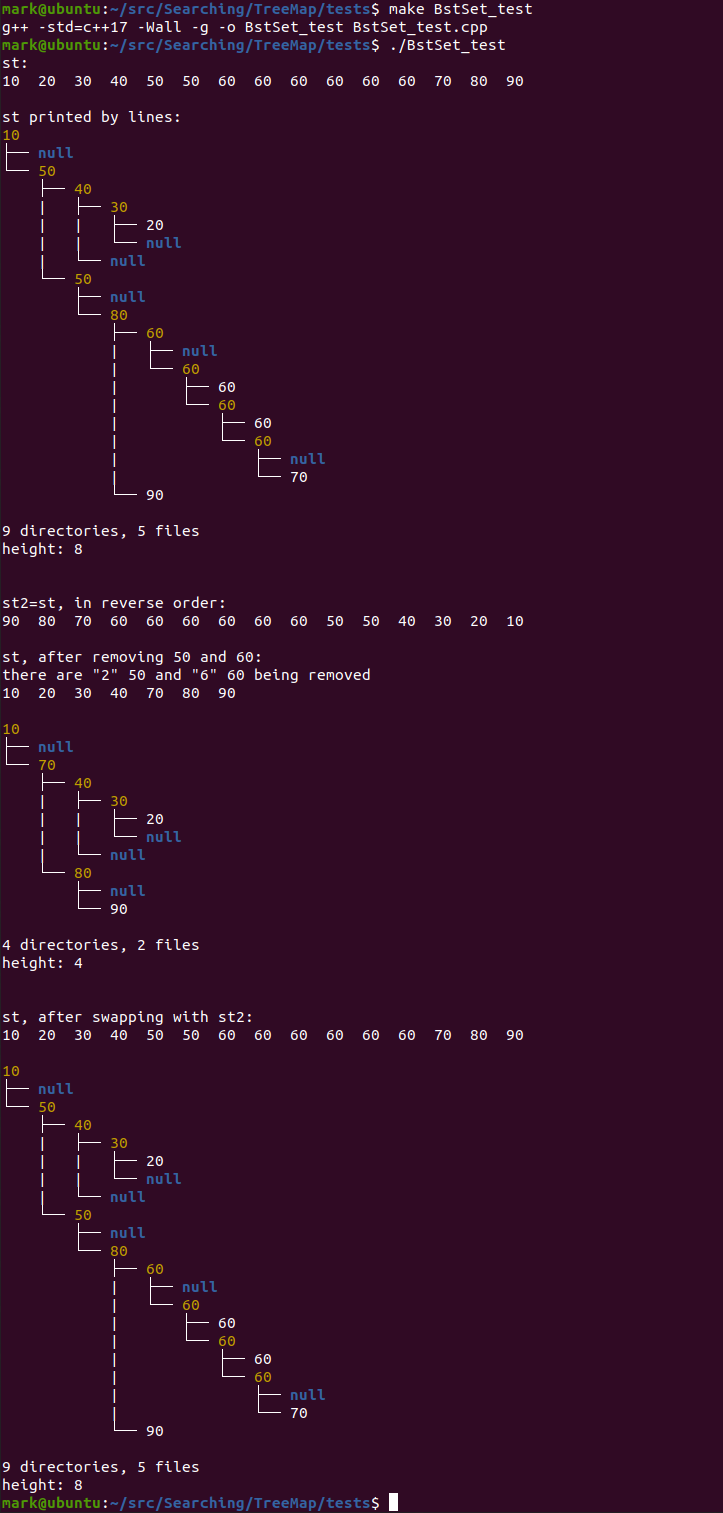 mark@ubuntu:~/src/Searching/TreeMap/tests$ make BstSet_test
g++ -std=c++17 -Wall -g -o BstSet_test BstSet_test.cpp
mark@ubuntu:~/src/Searching/TreeMap/tests$ ./BstSet_test
st:
10  20  30  40  50  50  60  60  60  60  60  60  70  80  90

st printed by lines:
10
├── null
└── 50
    ├── 40
    |   ├── 30
    |   |   ├── 20
    |   |   └── null
    |   └── null
    └── 50
        ├── null
        └── 80
            ├── 60
            |   ├── null
            |   └── 60
            |       ├── 60
            |       └── 60
            |           ├── 60
            |           └── 60
            |               ├── null
            |               └── 70
            └── 90

9 directories, 5 files
height: 8


st2=st, in reverse order:
90  80  70  60  60  60  60  60  60  50  50  40  30  20  10

st, after removing 50 and 60:
there are "2" 50 and "6" 60 being removed
10  20  30  40  70  80  90

10
├── null
└── 70
    ├── 40
    |   ├── 30
    |   |   ├── 20
    |   |   └── null
    |   └── null
    └── 80
        ├── null
        └── 90

4 directories, 2 files
height: 4


st, after swapping with st2:
10  20  30  40  50  50  60  60  60  60  60  60  70  80  90

10
├── null
└── 50
    ├── 40
    |   ├── 30
    |   |   ├── 20
    |   |   └── null
    |   └── null
    └── 50
        ├── null
        └── 80
            ├── 60
            |   ├── null
            |   └── 60
            |       ├── 60
            |       └── 60
            |           ├── 60
            |           └── 60
            |               ├── null
            |               └── 70
            └── 90

9 directories, 5 files
height: 8
mark@ubuntu:~/src/Searching/TreeMap/tests$